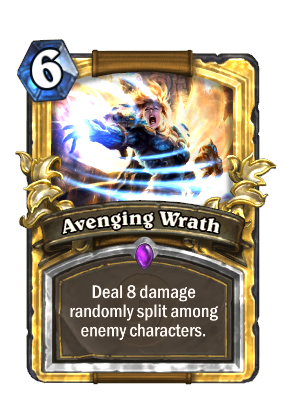 6
Avenging Wrath
Deal 8 damage
randomly split among
enemy characters.